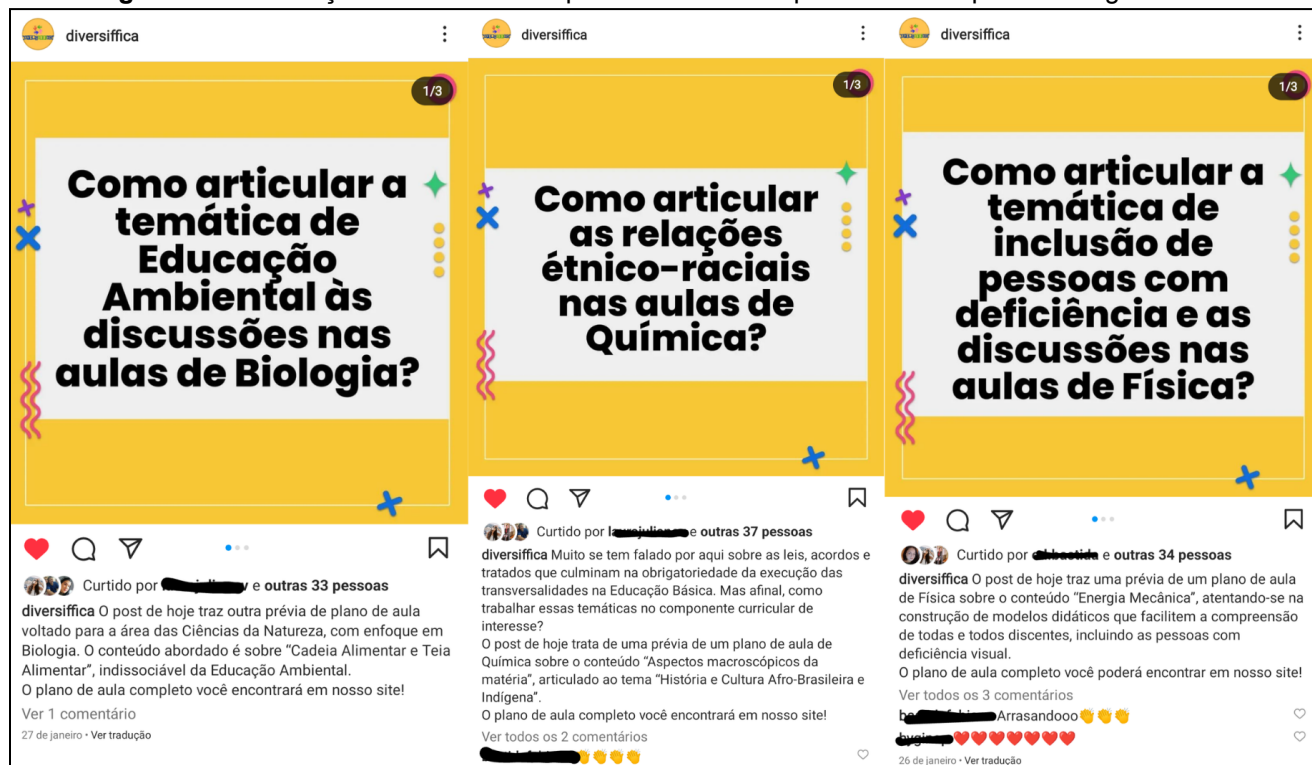 diversiffica
1/3
Como articular a
temática de
Educação
Ambiental às
discussões nas
aulas de Biologia?
Curtido por e outras 33 pessoas
diversiffica O post de hoje traz outra prévia de plano de aula
voltado para a área das Ciências da Natureza, com enfoque em
Biologia. O conteúdo abordado é sobre “Cadeia Alimentar e Teia
Alimentar”, indissociável da Educação Ambiental.
O plano de aula completo você encontrará em nosso site!
Ver 1 comentário
27 de janeiro • Ver tradução
diversiffica
1/3
Como articular
as relações
étnico-raciais
nas aulas de
Química?
Curtido por e outras 37 pessoas
diversiffica Muito se tem falado por aqui sobre as leis, acordos e
tratados que culminam na obrigatoriedade da execução das
transversalidades na Educação Básica. Mas afinal, como
trabalhar essas temáticas no componente curricular de
interesse?
O post de hoje trata de uma prévia de um plano de aula de
Química sobre o conteúdo “Aspectos macroscópicos da
matéria”, articulado ao tema “História e Cultura Afro-Brasileira e
Indígena”.
O plano de aula completo você encontrará em nosso site!
Ver todos os 2 comentários
👏👏👏👏
diversiffica
1/3
Como articular a
temática de
inclusão de
pessoas com
deficiência e as
discussões nas
aulas de Física?
Curtido por e outras 34 pessoas
diversiffica O post de hoje traz uma prévia de um plano de aula
de Física sobre o conteúdo “Energia Mecânica”, atentando-se na
construção de modelos didáticos que facilitem a compreensão
de todas e todos discentes, incluindo as pessoas com
deficiência visual.
O plano de aula completo você poderá encontrar em nosso site!
Ver todos os 3 comentários
Arrasandooo👏👏👏
❤️❤️❤️❤️❤️❤️❤️
26 de janeiro • Ver tradução